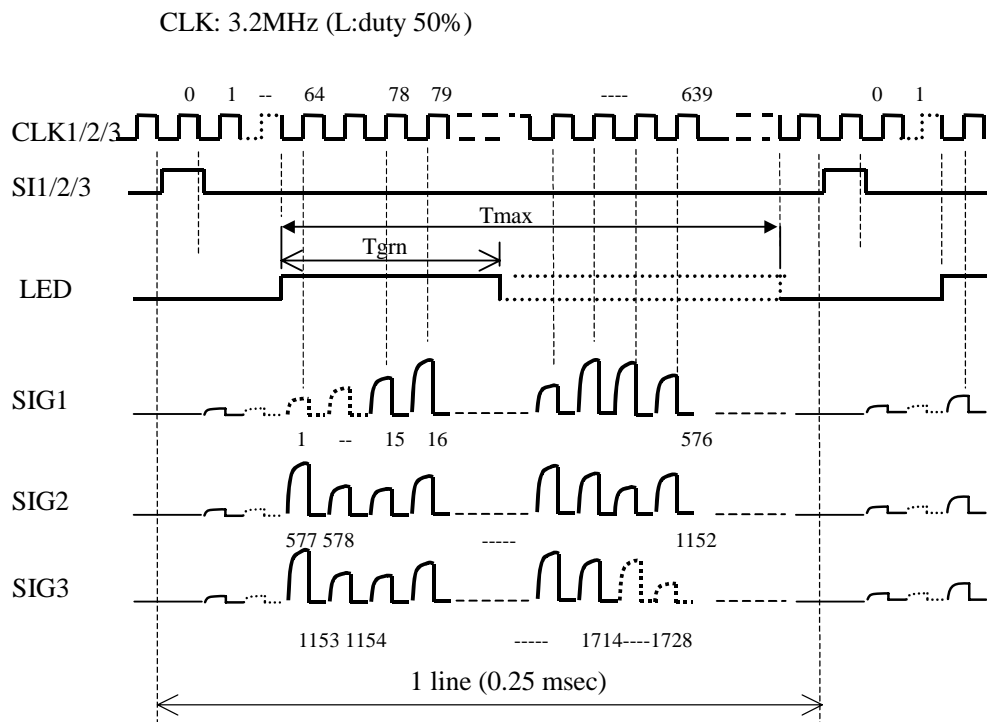 CLK: 3.2MHz (L:duty 50%)
0 1 -- 64 78 79 ---- 639 0 1
CLK1/2/3
SI1/2/3
Tmax
Tgrn
LED
SIG1
1 -- 15 16 576
SIG2
577 578 ----- 1152
SIG3
1153 1154 ----- 1714----1728
1 line (0.25 msec)